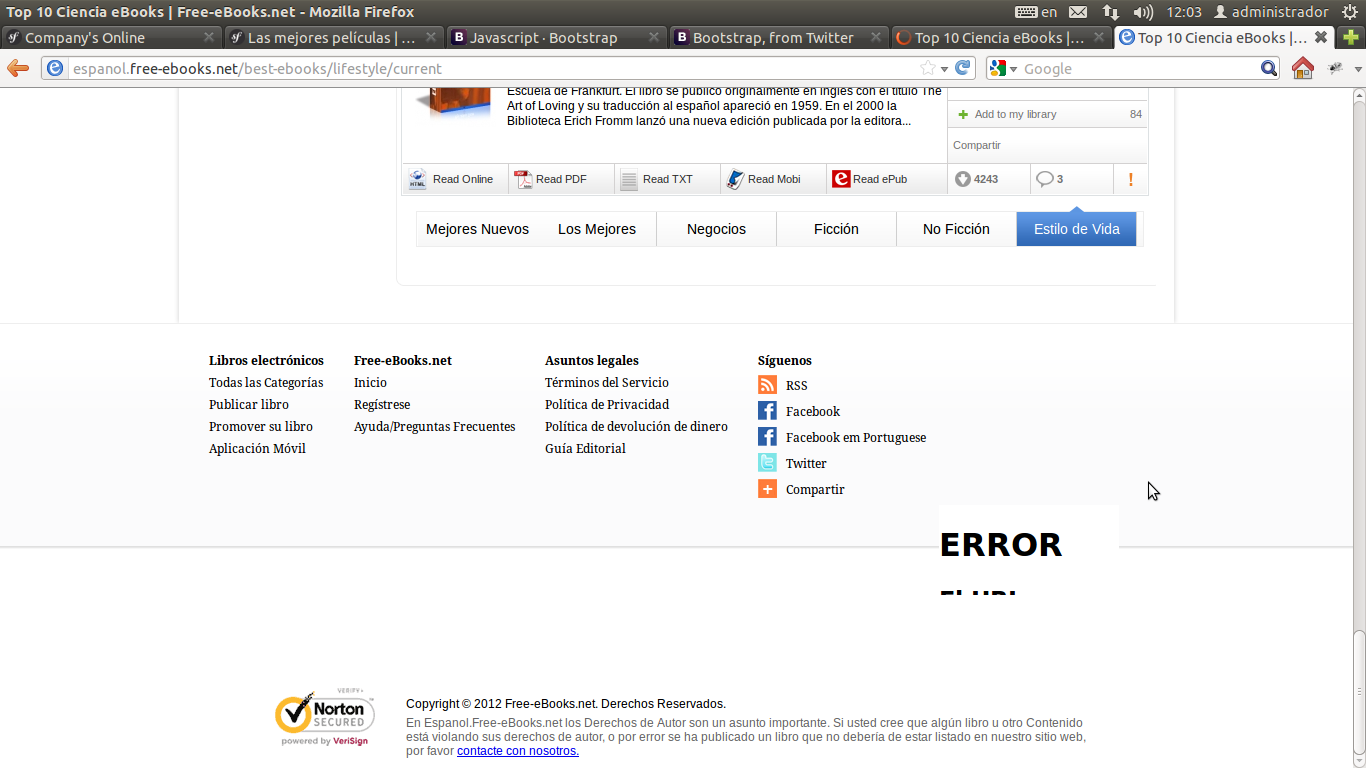 Top 10 Ciencia eBooks | Free-eBooks.net - Mozilla Firefox
en
12:03
administrador
Company's Online
Las mejores películas | ...
Javascript · Bootstrap
Bootstrap, from Twitter
Top 10 Ciencia eBooks |...
Top 10 Ciencia eBooks |...
espanol.free-ebooks.net/best-ebooks/lifestyle/current
Google
Escuela de Frankfurt. El libro se publicó originalmente en inglés con el título The
Art of Loving y su traducción al español apareció en 1959. En el 2000 la
Biblioteca Erich Fromm lanzó una nueva edición publicada por la editora...
Add to my library
84
Compartir
Read Online
Read PDF
Read TXT
Read Mobi
Read ePub
4243
3
!
Mejores Nuevos
Los Mejores
Negocios
Ficción
No Ficción
Estilo de Vida
Libros electrónicos
Todas las Categorías
Publicar libro
Promover su libro
Aplicación Móvil
Free-eBooks.net
Inicio
Regístrese
Ayuda/Preguntas Frecuentes
Asuntos legales
Términos del Servicio
Política de Privacidad
Política de devolución de dinero
Guía Editorial
Síguenos
RSS
Facebook
Facebook em Portuguese
Twitter
Compartir
ERROR
El URL
VERIFY+
Norton
SECURED
powered by VeriSign
Copyright © 2012 Free-eBooks.net. Derechos Reservados.
En Espanol.Free-eBooks.net los Derechos de Autor son un asunto importante. Si usted cree que algún libro u otro Contenido
está violando sus derechos de autor, o por error se ha publicado un libro que no debería de estar listado en nuestro sitio web,
por favor contacte con nosotros.